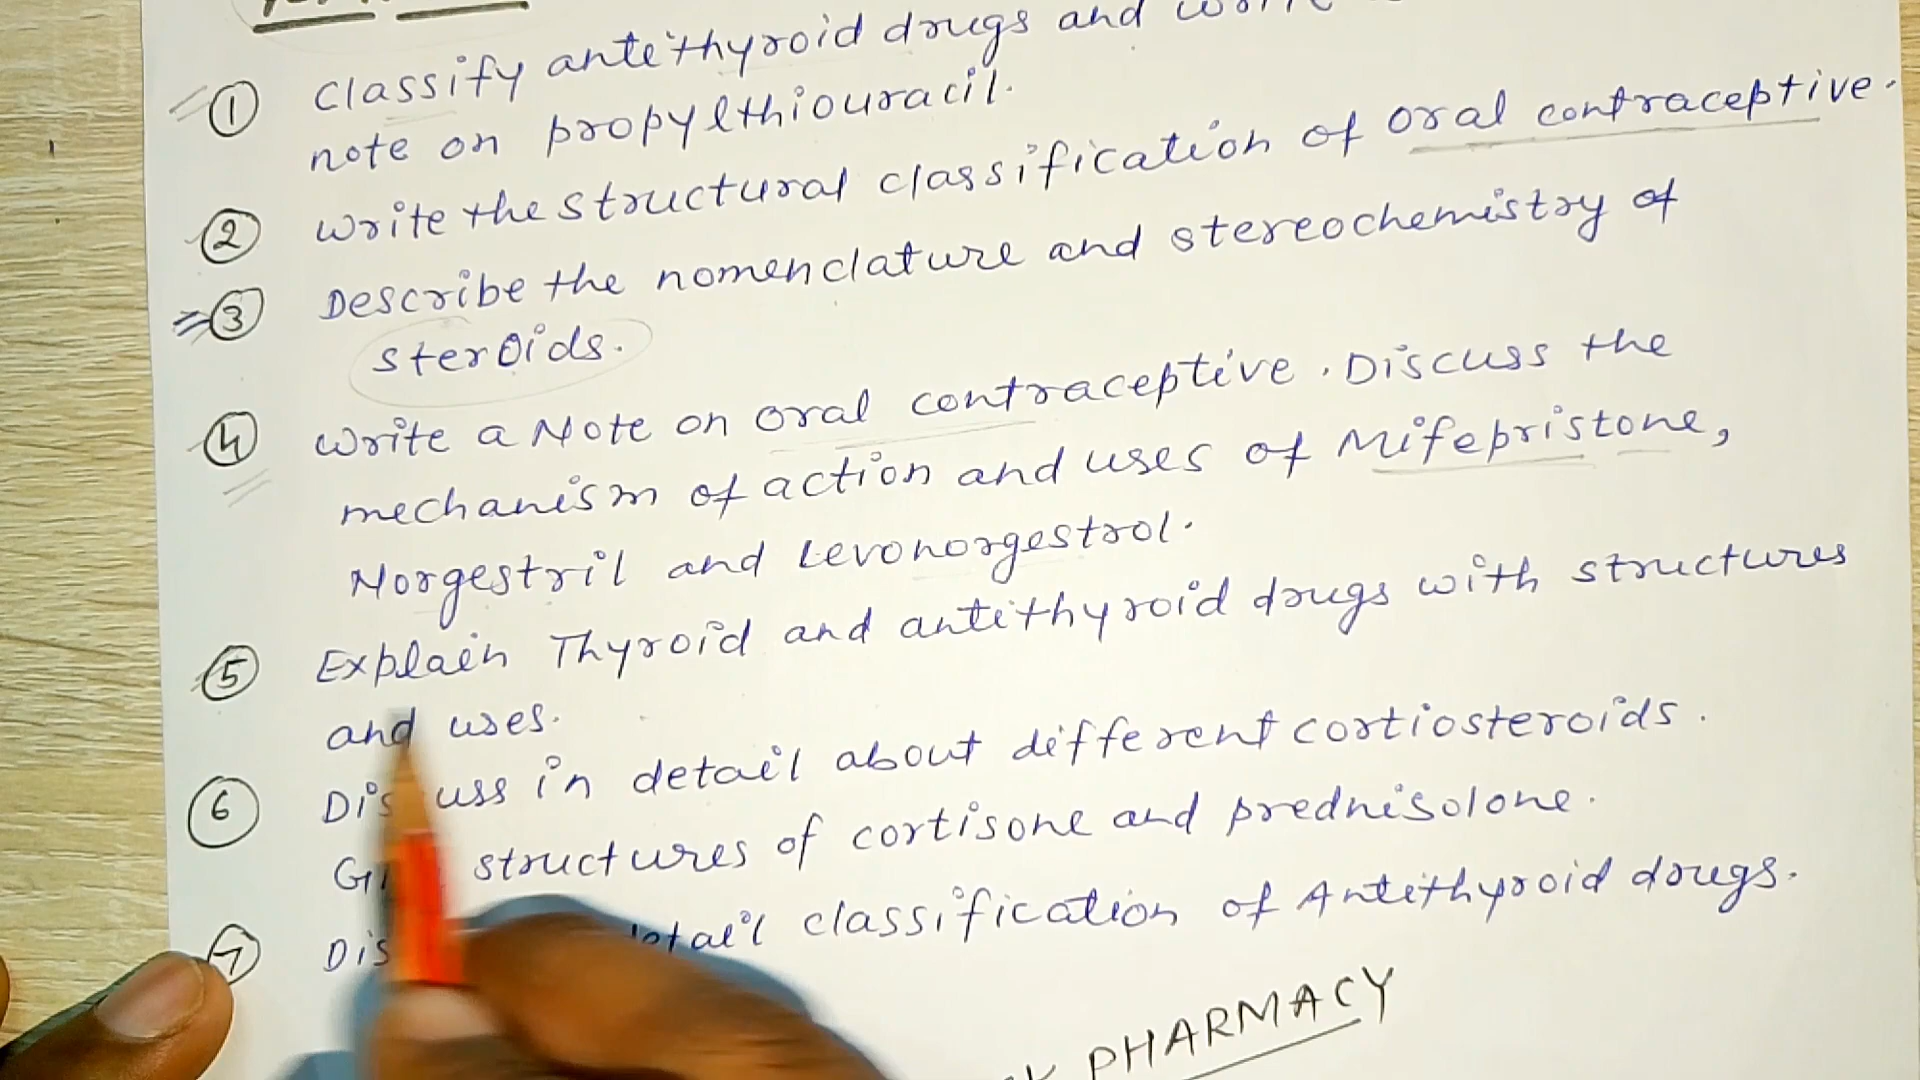 ① Classify antithyroid drugs and
note on propylthiouracil.
② Write the structural classification of oral contraceptive.
③ Describe the nomenclature and stereochemistry of
steroids.
④ Write a Note on oral contraceptive. Discuss the
mechanism of action and uses of Mifepristone,
Norgestril and Levonorgestrol.
⑤ Explain Thyroid and antithyroid drugs with structures
and uses.
⑥ Discuss in detail about different cortiosteroids.
structures of cortisone and prednisolone.
⑦ classification of Antithyroid drugs.
PHARMACY